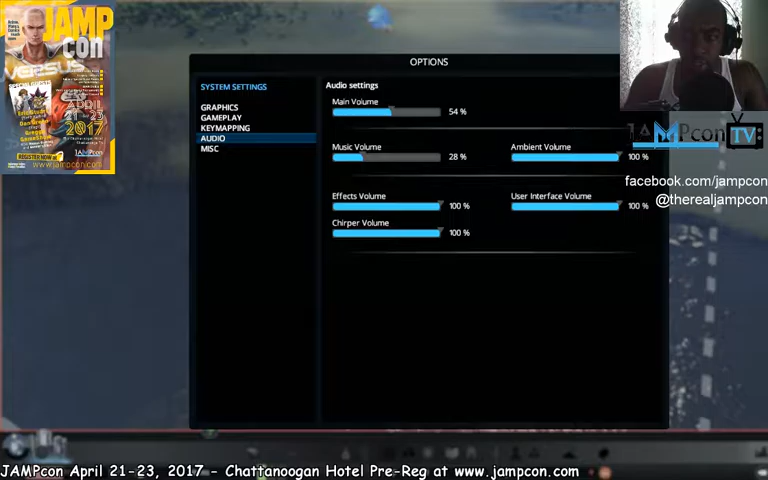 JAMP
con
VERSUS
APRIL
21-23
2017
REGISTER NOW
www.jampcon.com
OPTIONS
SYSTEM SETTINGS
GRAPHICS
GAMEPLAY
KEYMAPPING
AUDIO
MISC
Audio settings
Main Volume
54 %
Music Volume
28 %
Ambient Volume
100 %
Effects Volume
100 %
User Interface Volume
100 %
Chirper Volume
100 %
JAMPcon TV
facebook.com/jampcon
@therealjampcon
JAMPcon April 21-23, 2017 - Chattanoogan Hotel Pre-Reg at www.jampcon.com